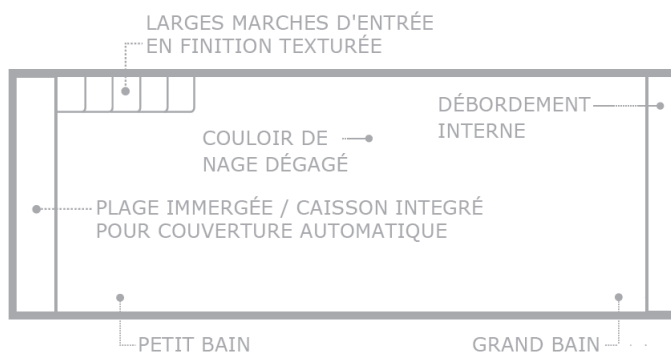 LARGES MARCHES D'ENTRÉE
EN FINITION TEXTURÉE
DÉBORDEMENT
INTERNE
COULOIR DE
NAGE DÉGAGÉ
PLAGE IMMERGÉE / CAISSON INTEGRÉ
POUR COUVERTURE AUTOMATIQUE
PETIT BAIN
GRAND BAIN